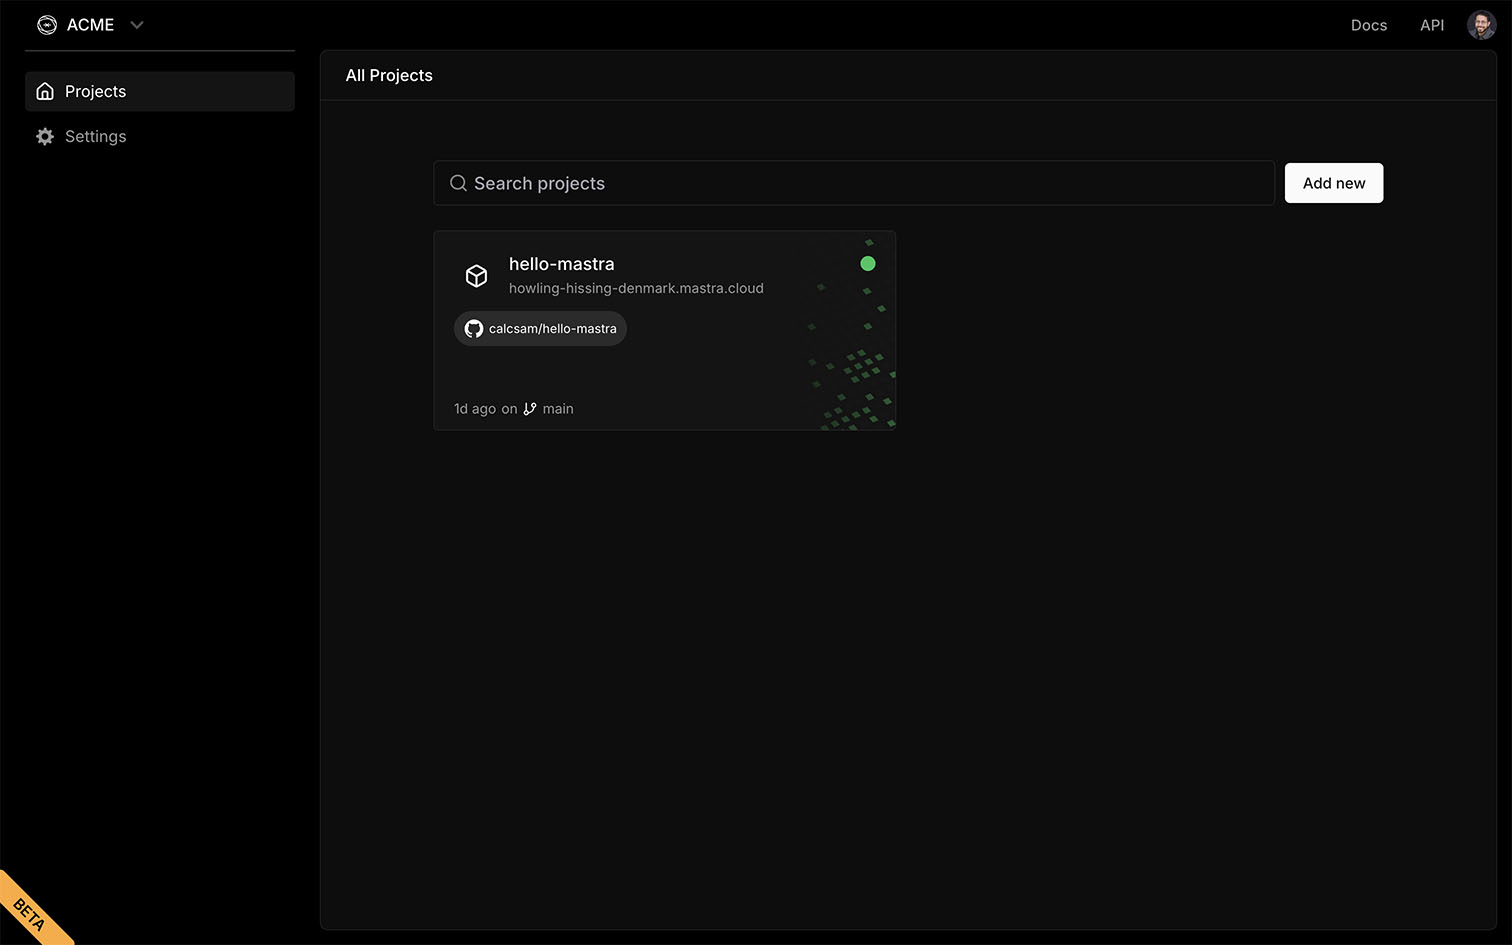 ACME
Docs
API
Projects
Settings
All Projects
Search projects
Add new
hello-mastra
howling-hissing-denmark.mastra.cloud
calcsam/hello-mastra
1d ago on main
BETA